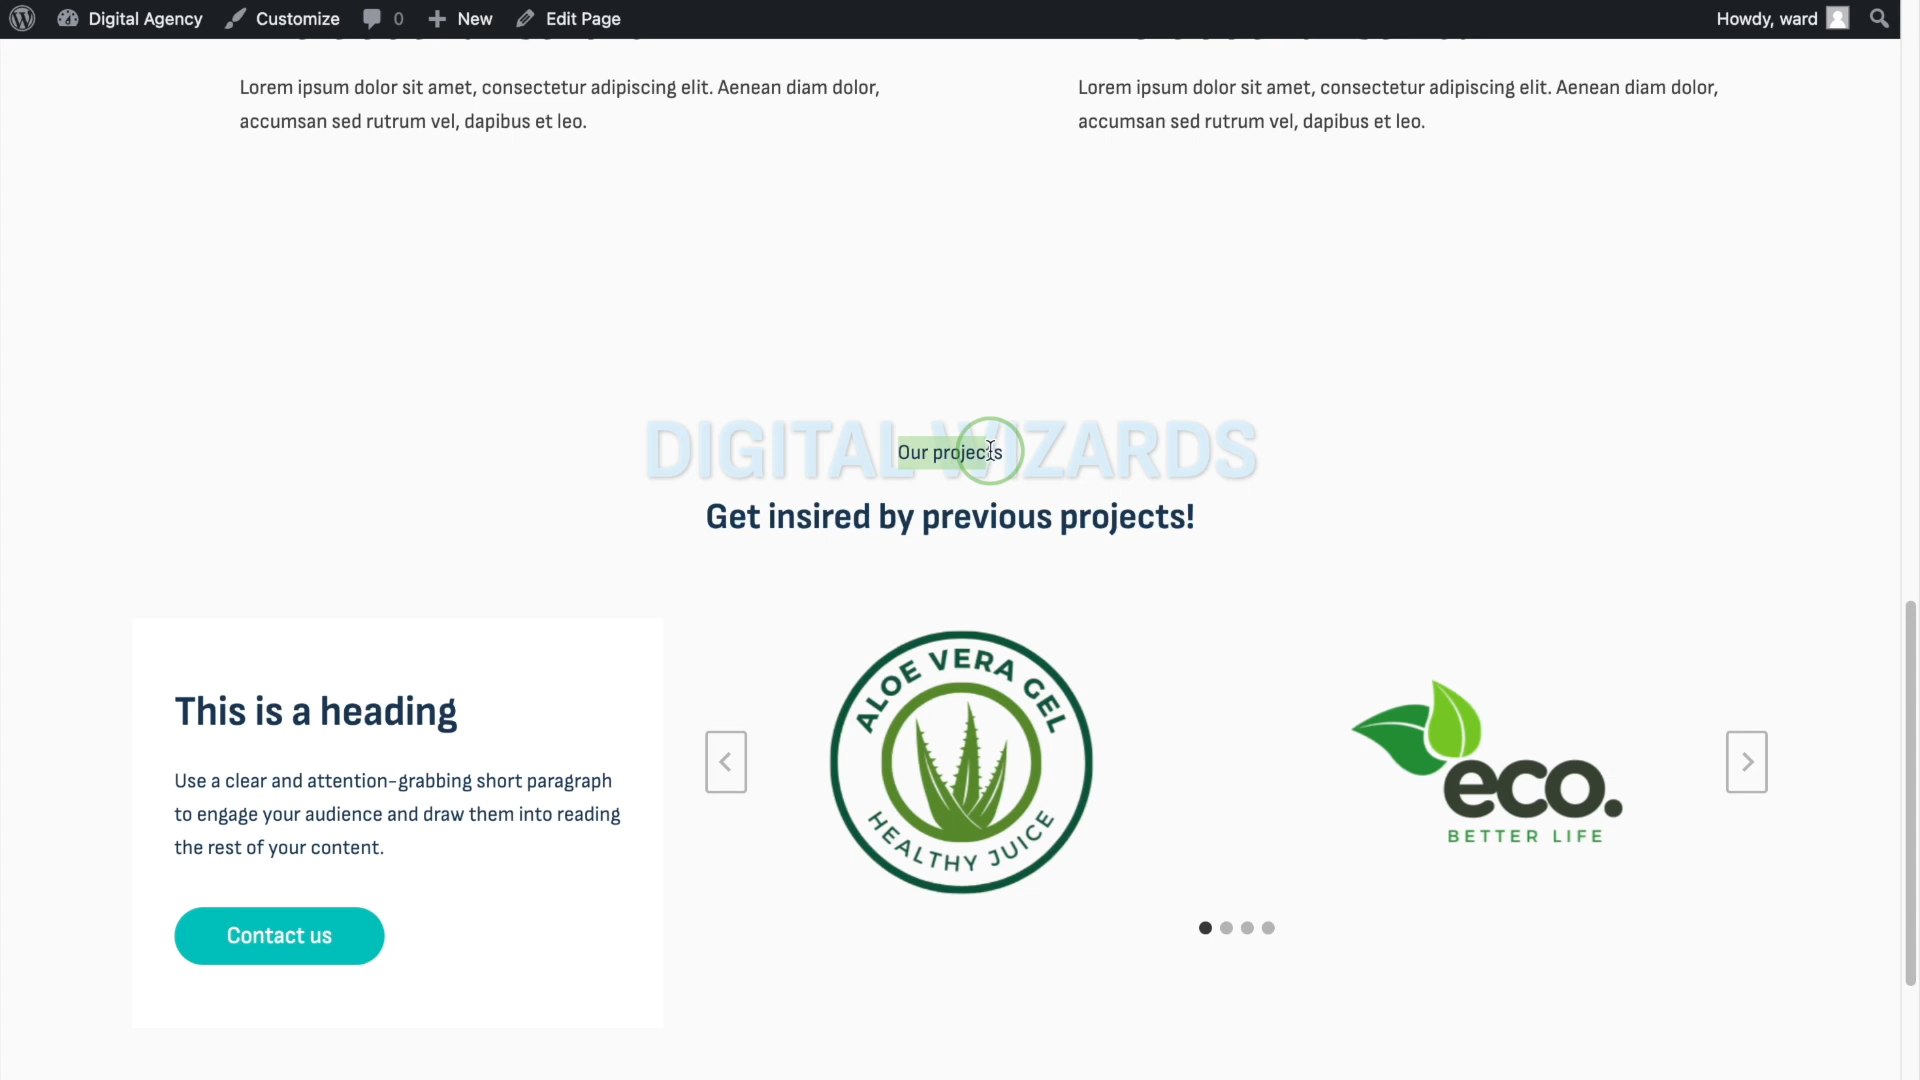 Digital Agency
Customize
0
New
Edit Page
Howdy, ward
Lorem ipsum dolor sit amet, consectetur adipiscing elit. Aenean diam dolor,
accumsan sed rutrum vel, dapibus et leo.
Lorem ipsum dolor sit amet, consectetur adipiscing elit. Aenean diam dolor,
accumsan sed rutrum vel, dapibus et leo.
DIGITAL WIZARDS
Our projects
Get insired by previous projects!
This is a heading
Use a clear and attention-grabbing short paragraph
to engage your audience and draw them into reading
the rest of your content.
Contact us
ALOE VERA GEL
HEALTHY JUICE
eco.
BETTER LIFE